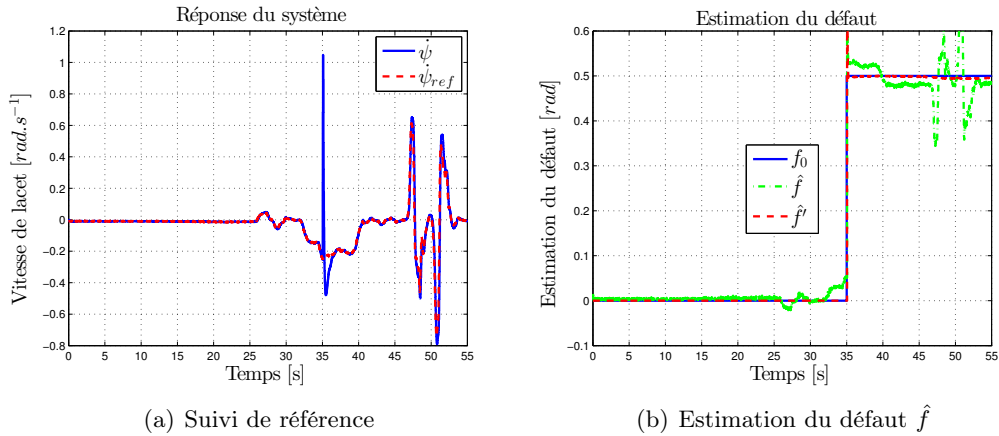 Réponse du système
Vitesse de lacet [rad.s⁻¹]
1.2
1
0.8
0.6
0.4
0.2
0
-0.2
-0.4
-0.6
-0.8
0 5 10 15 20 25 30 35 40 45 50 55
Temps [s]
ψ̇
ψ̇_ref
(a) Suivi de référence
Estimation du défaut
Estimation du défaut [rad]
0.6
0.5
0.4
0.3
0.2
0.1
0
-0.1
0 5 10 15 20 25 30 35 40 45 50 55
Temps [s]
f₀
f̂
f̂′
(b) Estimation du défaut f̂